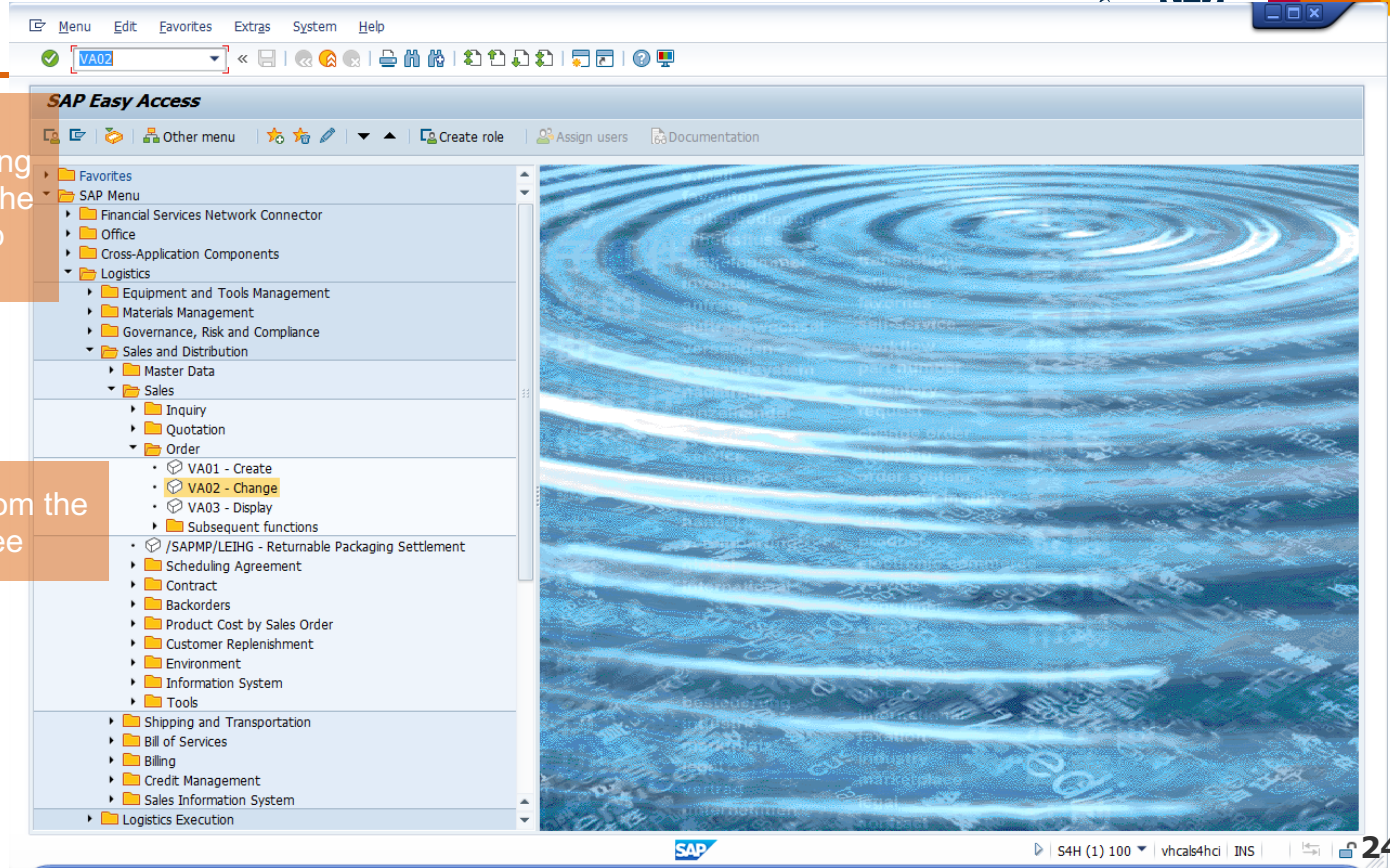 Menu Edit Favorites Extras System Help
VA02
SAP Easy Access
Other menu Create role Assign users Documentation
Favorites
SAP Menu
Financial Services Network Connector
Office
Cross-Application Components
Logistics
Equipment and Tools Management
Materials Management
Governance, Risk and Compliance
Sales and Distribution
Master Data
Sales
Inquiry
Quotation
Order
VA01 - Create
VA02 - Change
VA03 - Display
Subsequent functions
/SAPMP/LEIHG - Returnable Packaging Settlement
Scheduling Agreement
Contract
Backorders
Product Cost by Sales Order
Customer Replenishment
Environment
Information System
Tools
Shipping and Transportation
Bill of Services
Billing
Credit Management
Sales Information System
Logistics Execution
the
SAP
S4H (1) 100 vhcals4hci INS
24